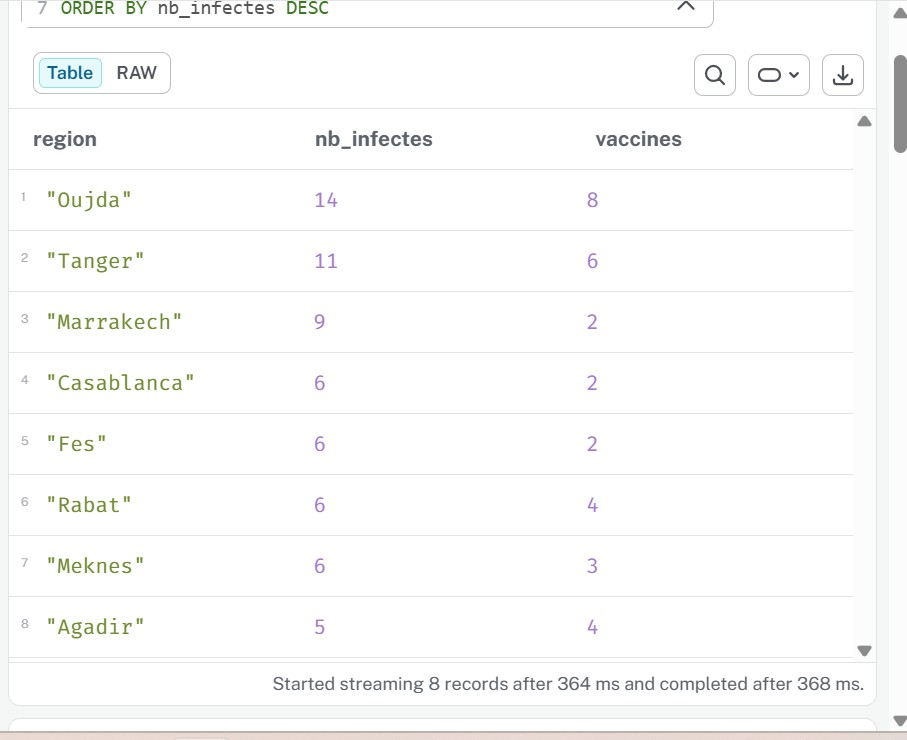 7 ORDER BY nb_infectes DESC
Table RAW
region nb_infectes vaccines
1 "Oujda" 14 8
2 "Tanger" 11 6
3 "Marrakech" 9 2
4 "Casablanca" 6 2
5 "Fes" 6 2
6 "Rabat" 6 4
7 "Meknes" 6 3
8 "Agadir" 5 4
Started streaming 8 records after 364 ms and completed after 368 ms.